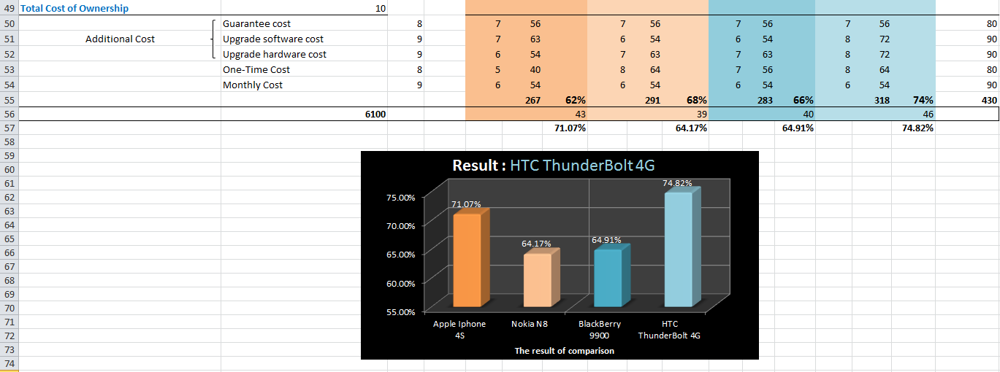 49 Total Cost of Ownership 10
50 Guarantee cost 8 7 56 7 56 7 56 7 56 80
51 Additional Cost Upgrade software cost 9 7 63 6 54 6 54 8 72 90
52 Upgrade hardware cost 9 6 54 7 63 7 63 8 72 90
53 One-Time Cost 8 5 40 8 64 7 56 8 64 80
54 Monthly Cost 9 6 54 6 54 6 54 6 54 90
55 267 62% 291 68% 283 66% 318 74% 430
56 6100 43 39 40 46
57 71.07% 64.17% 64.91% 74.82%
58
59
60 Result : HTC ThunderBolt 4G
61 74.82%
62 75.00%
63 71.07%
64 70.00%
65 64.17% 64.91%
66 65.00%
67
68 60.00%
69
70 55.00%
71 Apple Iphone Nokia N8 BlackBerry HTC
72 4S 9900 ThunderBolt 4G
73 The result of comparison
74